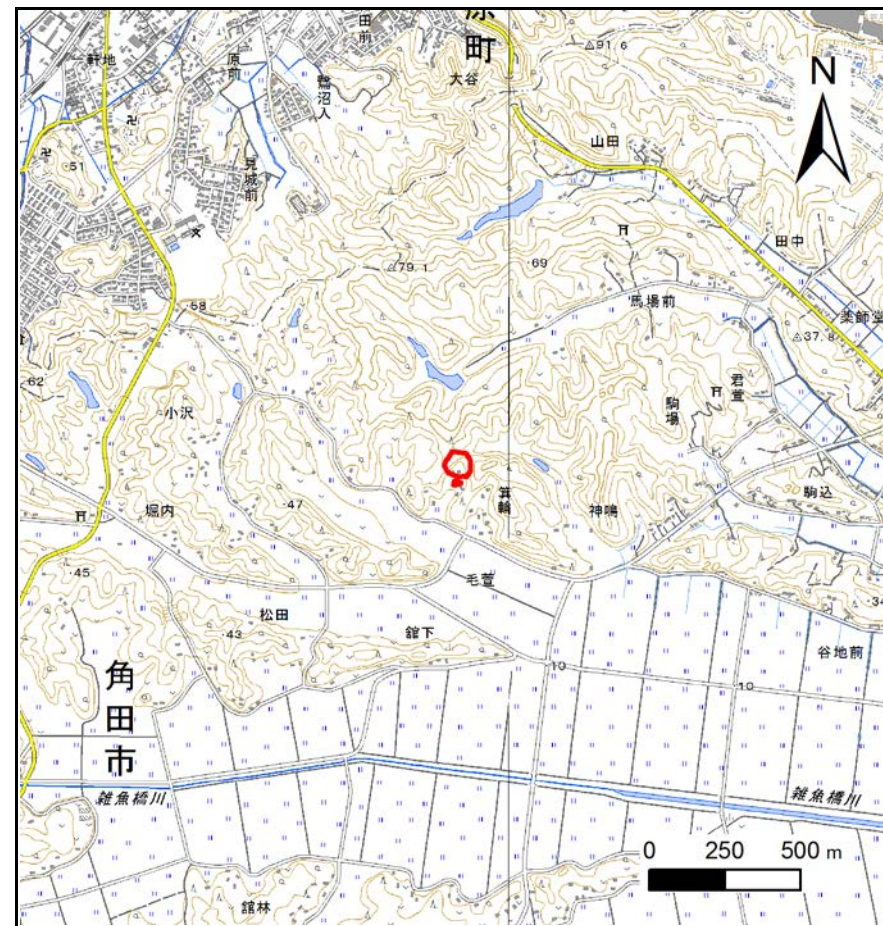 原町
田前
一軒地
原前
鷺沼入
大谷
91.6
N
山田
51
見城前
69
79.1
田中
馬場前
薬師堂
37.8
58
62
君萱
駒場
小沢
箕輪
神鳴
駒込
47
堀内
毛萱
45
松田
43
舘下
34
谷地前
10
10
角田市
雑魚橋川
雑魚橋川
0 250 500 m
舘林